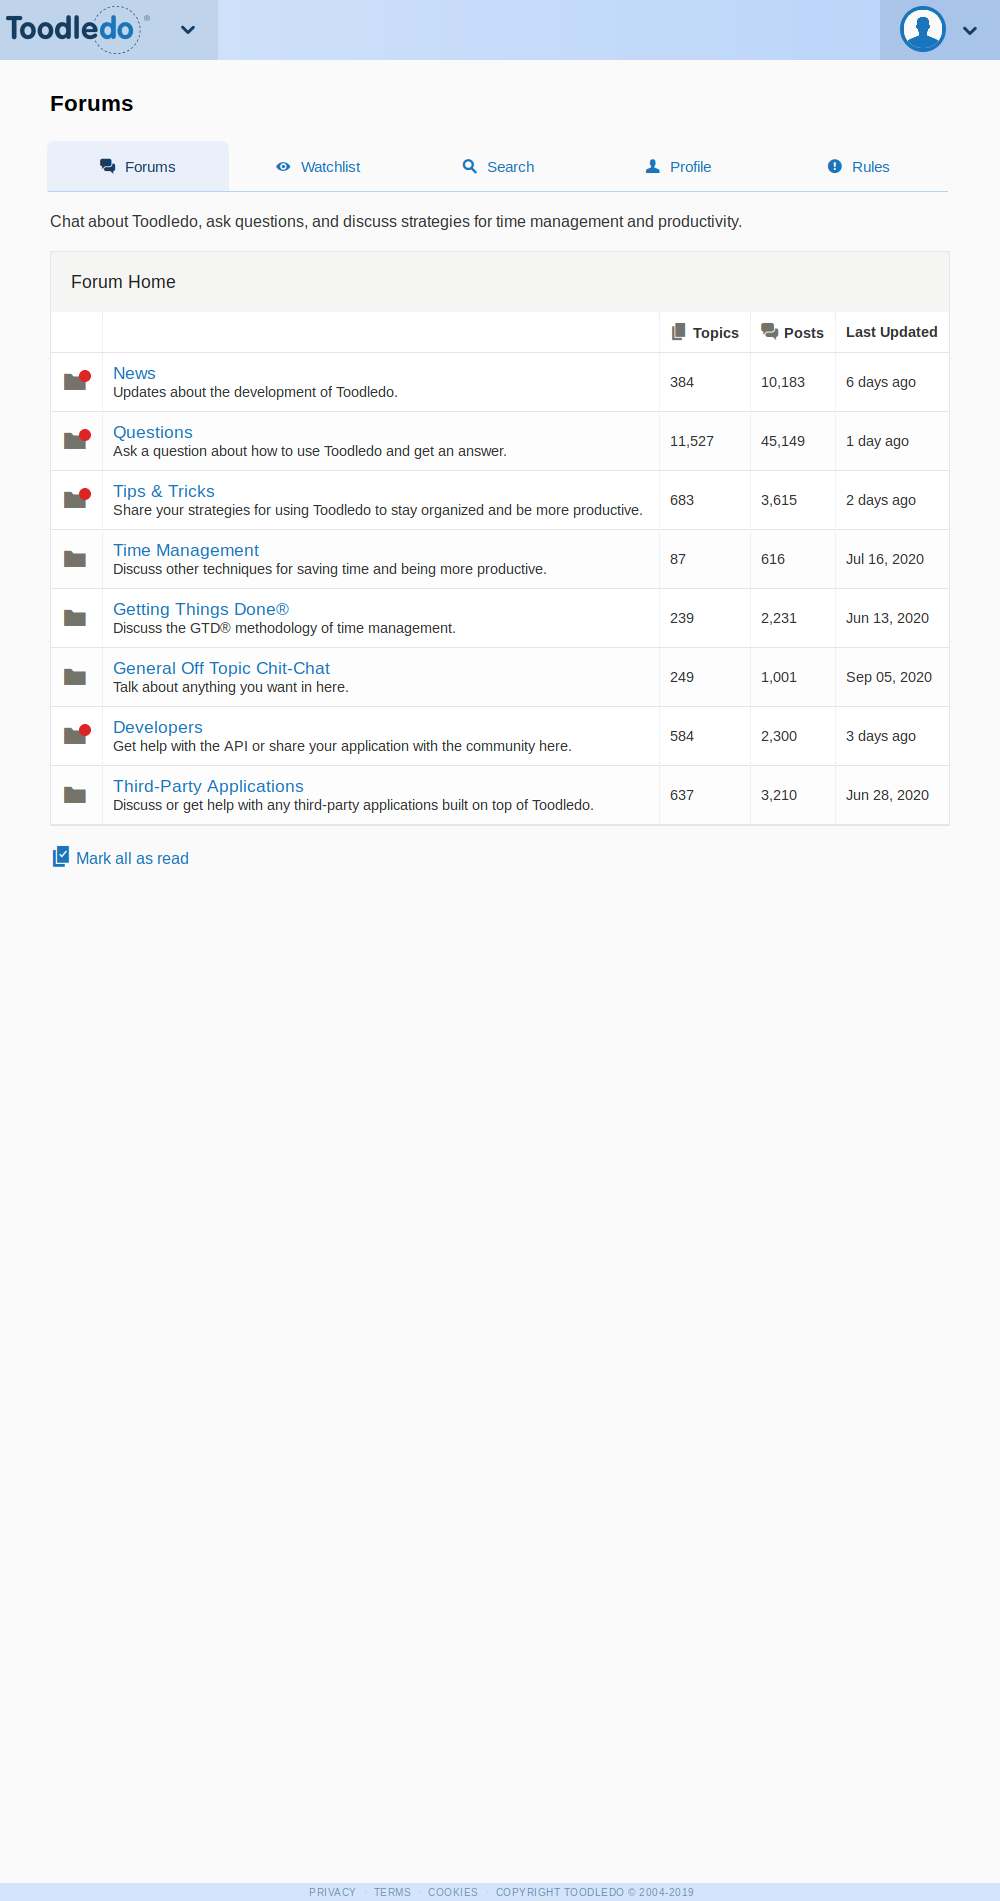 Toodledo ®
Forums
Forums Watchlist Search Profile Rules
Chat about Toodledo, ask questions, and discuss strategies for time management and productivity.
Forum Home
Topics Posts Last Updated
News
Updates about the development of Toodledo.
384 10,183 6 days ago
Questions
Ask a question about how to use Toodledo and get an answer.
11,527 45,149 1 day ago
Tips & Tricks
Share your strategies for using Toodledo to stay organized and be more productive.
683 3,615 2 days ago
Time Management
Discuss other techniques for saving time and being more productive.
87 616 Jul 16, 2020
Getting Things Done®
Discuss the GTD® methodology of time management.
239 2,231 Jun 13, 2020
General Off Topic Chit-Chat
Talk about anything you want in here.
249 1,001 Sep 05, 2020
Developers
Get help with the API or share your application with the community here.
584 2,300 3 days ago
Third-Party Applications
Discuss or get help with any third-party applications built on top of Toodledo.
637 3,210 Jun 28, 2020
Mark all as read
PRIVACY · TERMS · COOKIES · COPYRIGHT TOODLEDO © 2004-2019